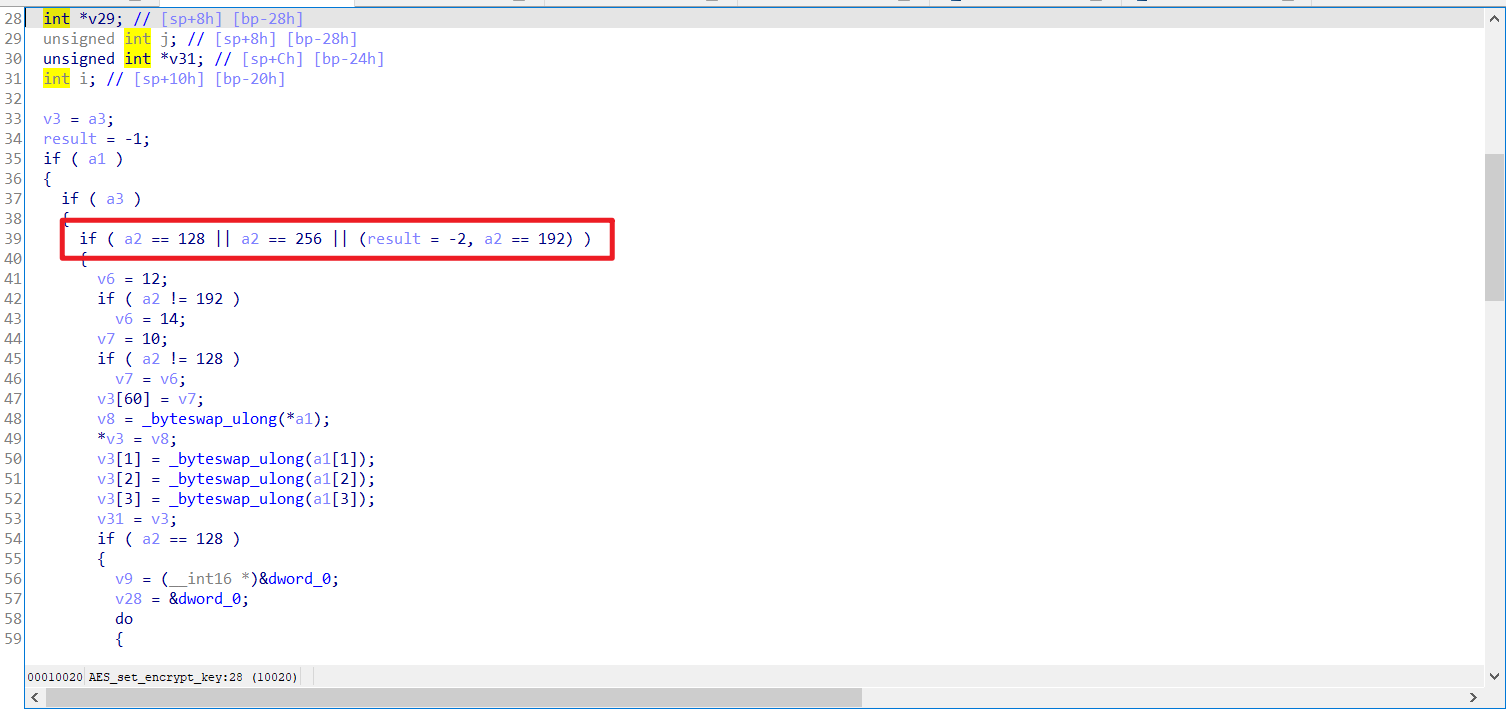 28 int *v29; // [sp+8h] [bp-28h]
29 unsigned int j; // [sp+8h] [bp-28h]
30 unsigned int *v31; // [sp+Ch] [bp-24h]
31 int i; // [sp+10h] [bp-20h]
32
33 v3 = a3;
34 result = -1;
35 if ( a1 )
36 {
37 if ( a3 )
38 {
39 if ( a2 == 128 || a2 == 256 || (result = -2, a2 == 192) )
40 {
41 v6 = 12;
42 if ( a2 != 192 )
43 v6 = 14;
44 v7 = 10;
45 if ( a2 != 128 )
46 v7 = v6;
47 v3[60] = v7;
48 v8 = _byteswap_ulong(*a1);
49 *v3 = v8;
50 v3[1] = _byteswap_ulong(a1[1]);
51 v3[2] = _byteswap_ulong(a1[2]);
52 v3[3] = _byteswap_ulong(a1[3]);
53 v31 = v3;
54 if ( a2 == 128 )
55 {
56 v9 = (__int16 *)&dword_0;
57 v28 = &dword_0;
58 do
59 {
00010020 AES_set_encrypt_key:28 (10020)